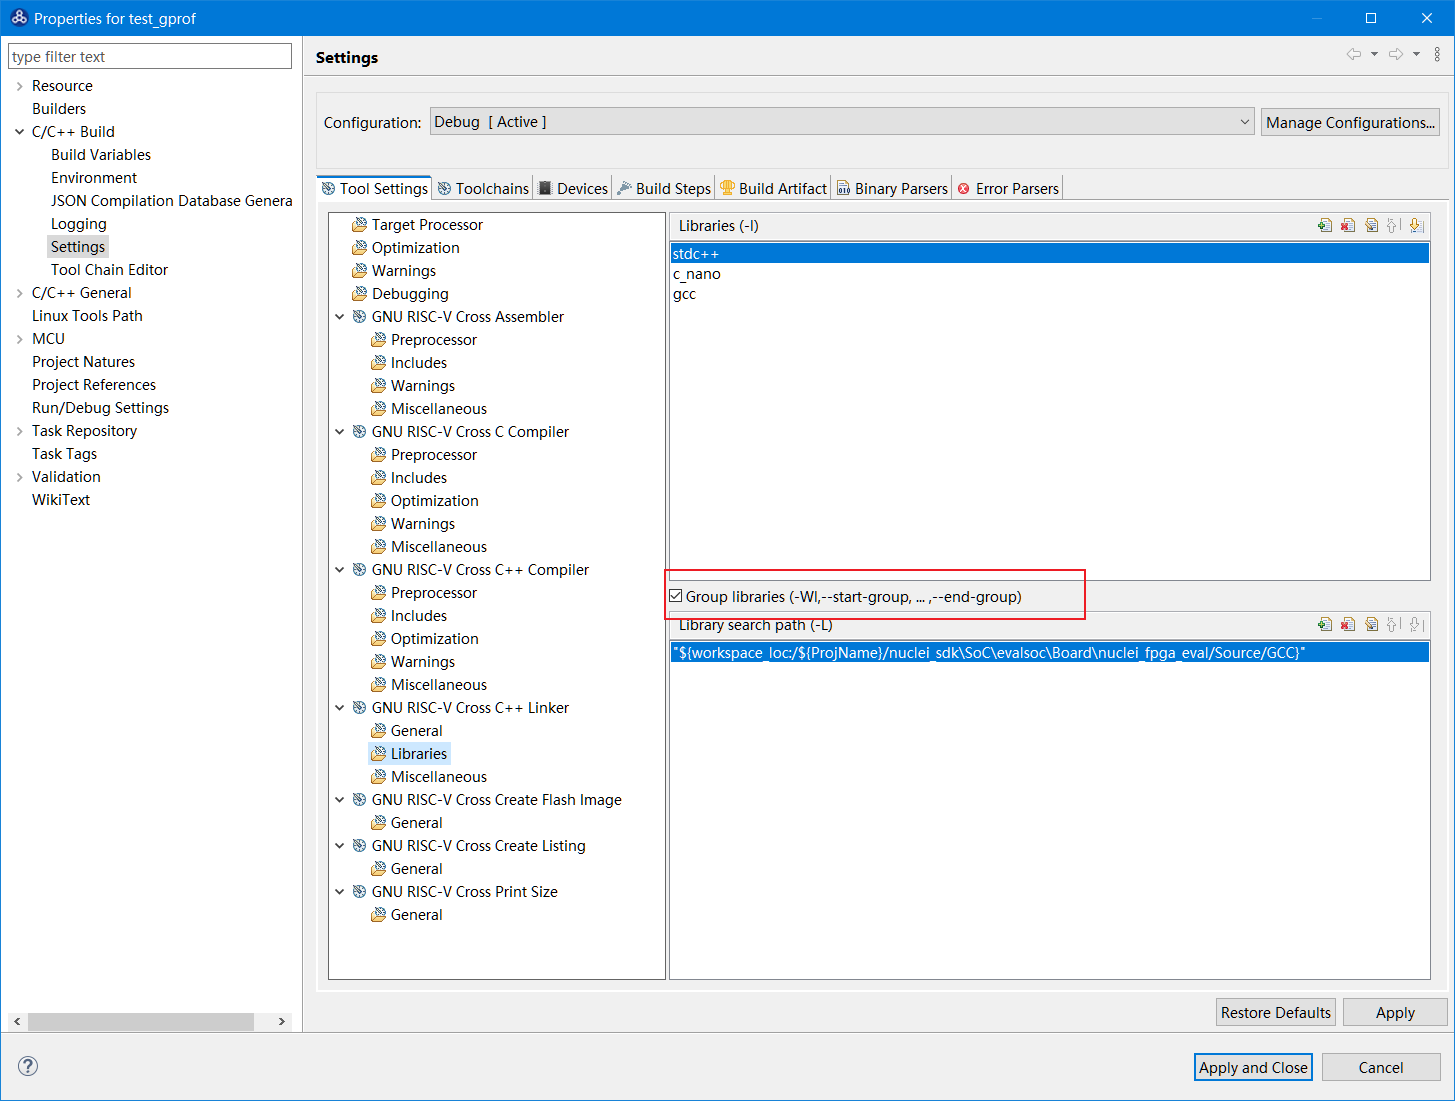 Properties for test_gprof
type filter text
Resource
Builders
C/C++ Build
Build Variables
Environment
JSON Compilation Database Genera
Logging
Settings
Tool Chain Editor
C/C++ General
Linux Tools Path
MCU
Project Natures
Project References
Run/Debug Settings
Task Repository
Task Tags
Validation
WikiText
Settings
Configuration:
Debug [ Active ]
Manage Configurations...
Tool Settings
Toolchains
Devices
Build Steps
Build Artifact
Binary Parsers
Error Parsers
Target Processor
Optimization
Warnings
Debugging
GNU RISC-V Cross Assembler
Preprocessor
Includes
Warnings
Miscellaneous
GNU RISC-V Cross C Compiler
Preprocessor
Includes
Optimization
Warnings
Miscellaneous
GNU RISC-V Cross C++ Compiler
Preprocessor
Includes
Optimization
Warnings
Miscellaneous
GNU RISC-V Cross C++ Linker
General
Libraries
Miscellaneous
GNU RISC-V Cross Create Flash Image
General
GNU RISC-V Cross Create Listing
General
GNU RISC-V Cross Print Size
General
Libraries (-l)
stdc++
c_nano
gcc
Group libraries (-Wl,--start-group, ... ,--end-group)
Library search path (-L)
"${workspace_loc:/${ProjName}/nuclei_sdk\SoC\evalsoc\Board\nuclei_fpga_eval/Source/GCC}"
Restore Defaults
Apply
Apply and Close
Cancel